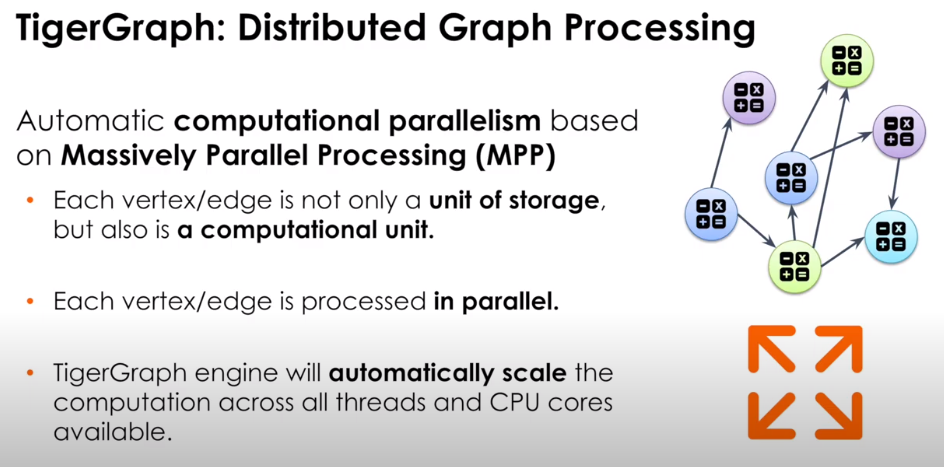 TigerGraph: Distributed Graph Processing
Automatic computational parallelism based
on Massively Parallel Processing (MPP)
• Each vertex/edge is not only a unit of storage,
but also is a computational unit.
• Each vertex/edge is processed in parallel.
• TigerGraph engine will automatically scale the
computation across all threads and CPU cores
available.